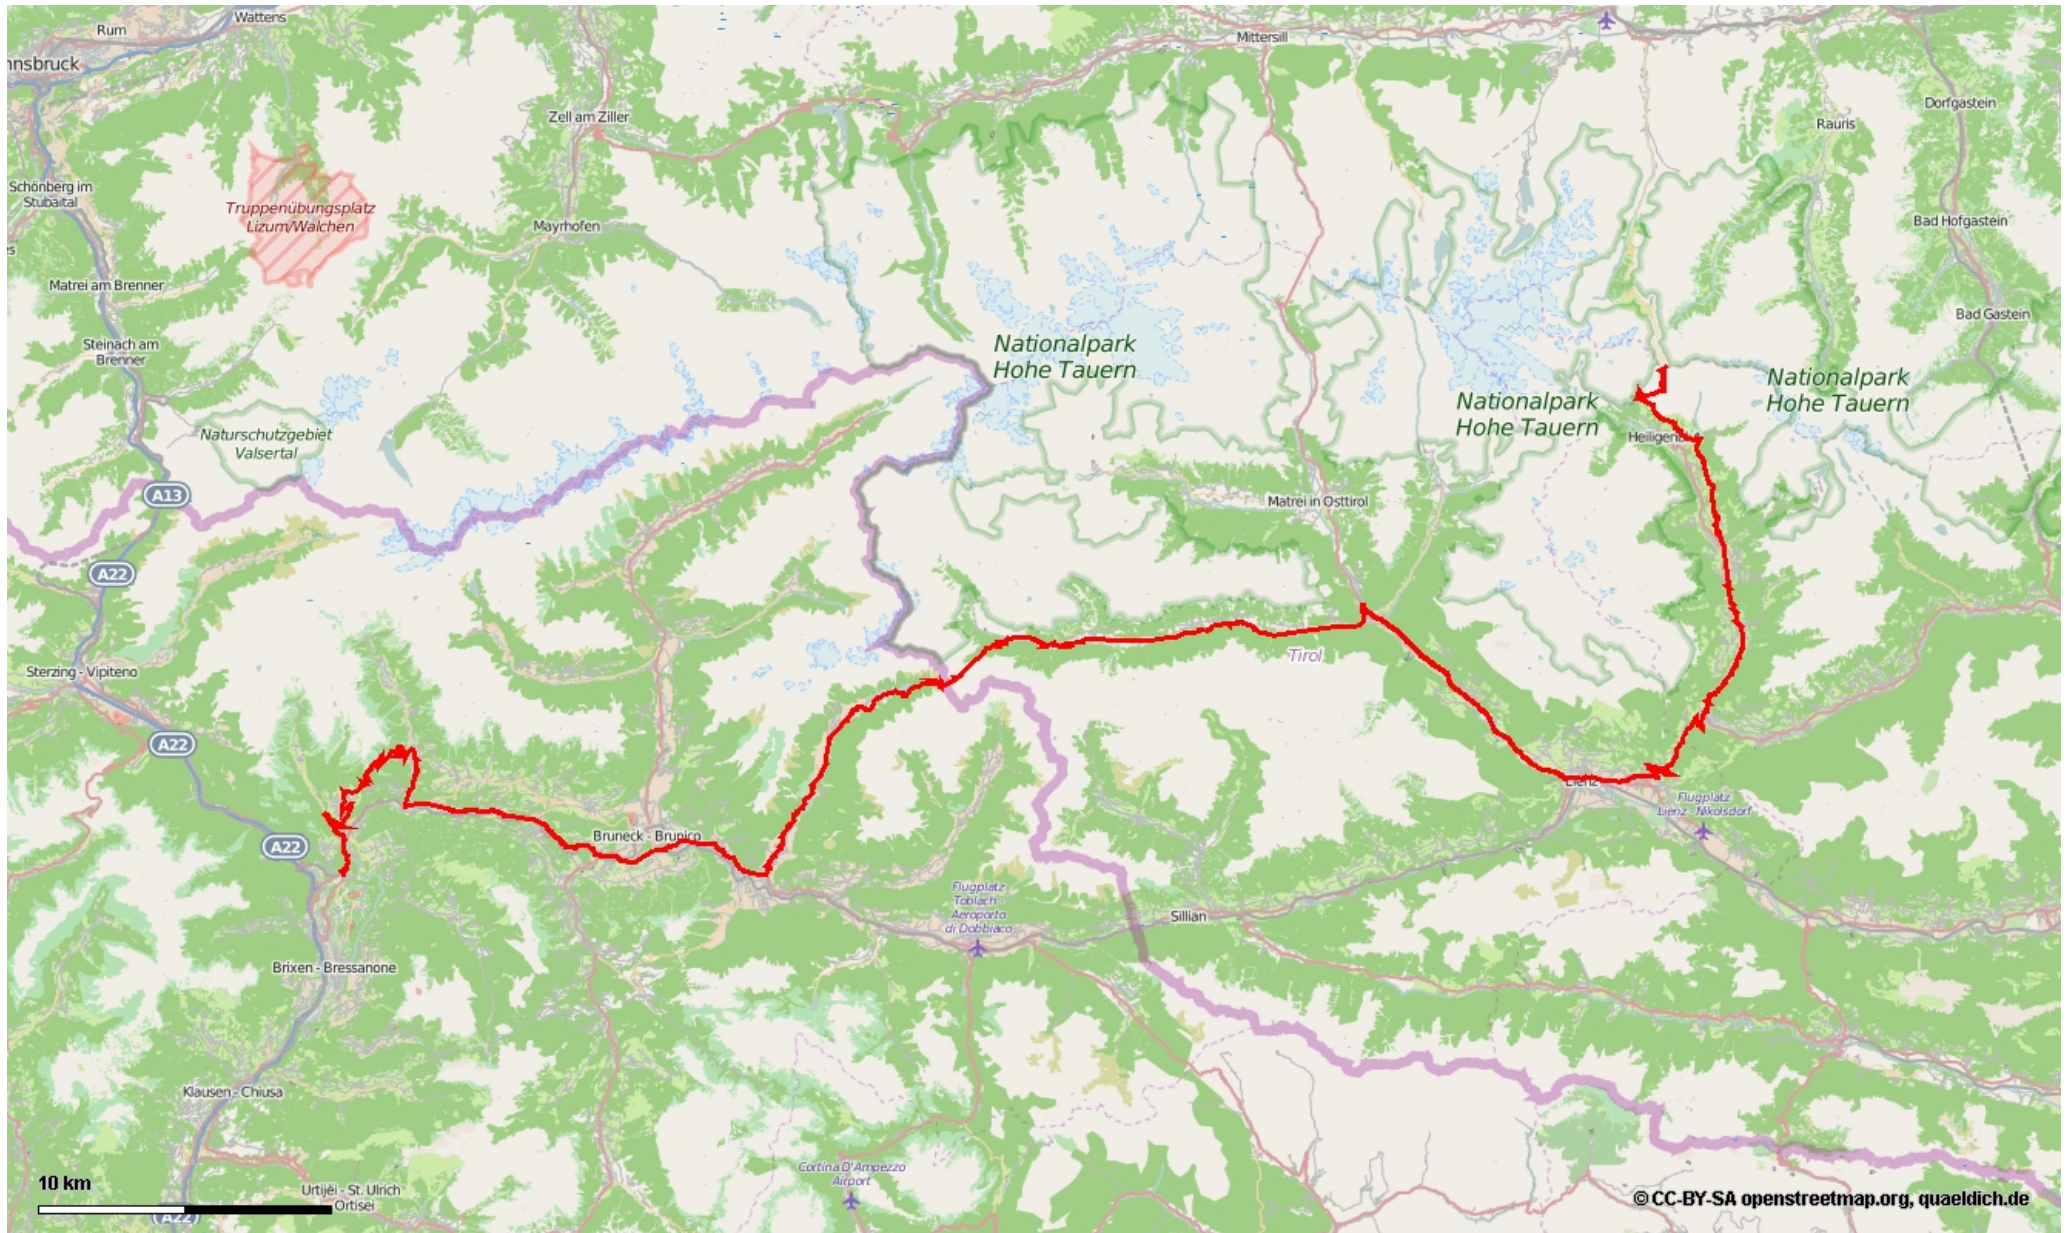 Wattens
Rum
nnsbruck
Mittersill
Zell am Ziller
Dorfgastein
Rauris
Schönberg im
Stubaital
Truppenübungsplatz
Lizum/Walchen
Mayrhofen
Bad Hofgastein
es
Matrei am Brenner
Steinach am
Brenner
Bad Gastein
Nationalpark
Hohe Tauern
Nationalpark
Hohe Tauern
Nationalpark
Hohe Tauern
Naturschutzgebiet
Valsertal
A13
Matrei in Osttirol
A22
Sterzing - Vipiteno
Tirol
A22
Lienz
Flugplatz
Lienz Nikolsdorf
Bruneck - Brunico
A22
Flugplatz
Toblach
Aeroporto
di Dobbiaco
Sillian
Brixen - Bressanone
Klausen - Chiusa
Cortina D'Ampezzo
Airport
10 km
Urtijëi - St. Ulrich
Ortisei
A22
© CC-BY-SA openstreetmap.org, quaeldich.de